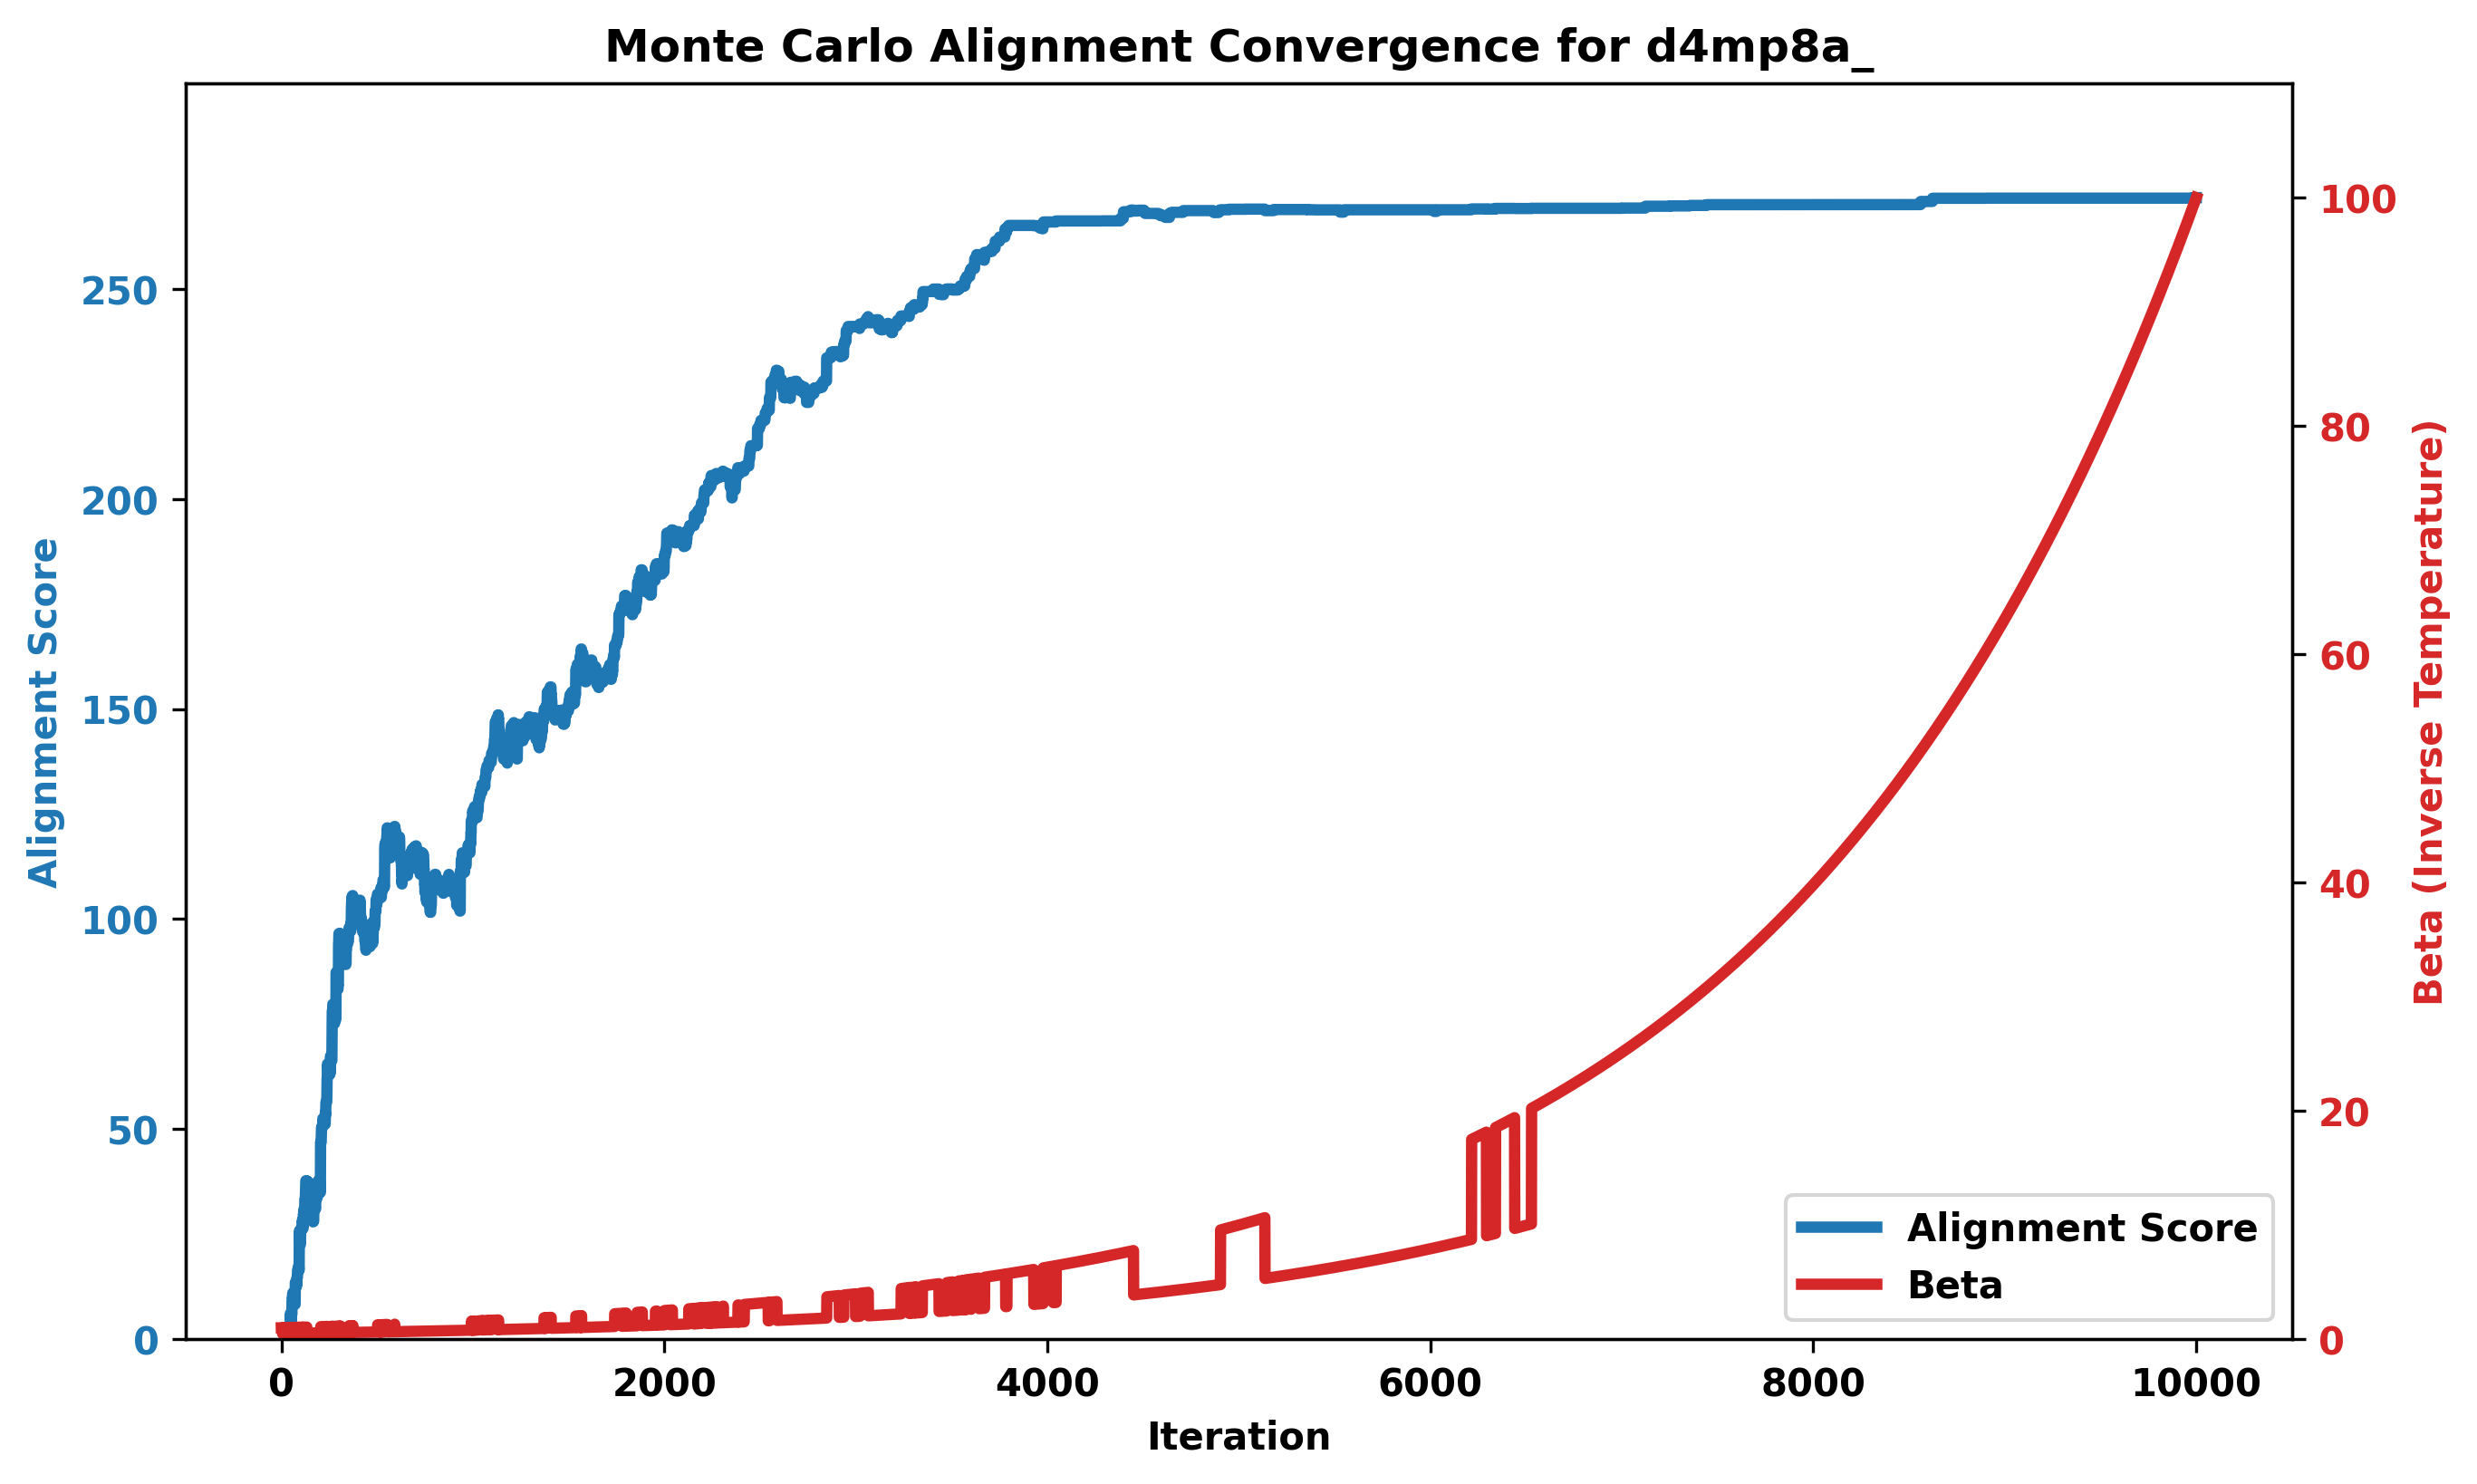 Monte Carlo Alignment Convergence for d4mp8a_
Alignment Score
250
200
150
100
50
0
100
80
60
40
20
0
Beta (Inverse Temperature)
Alignment Score
Beta
0 2000 4000 6000 8000 10000
Iteration